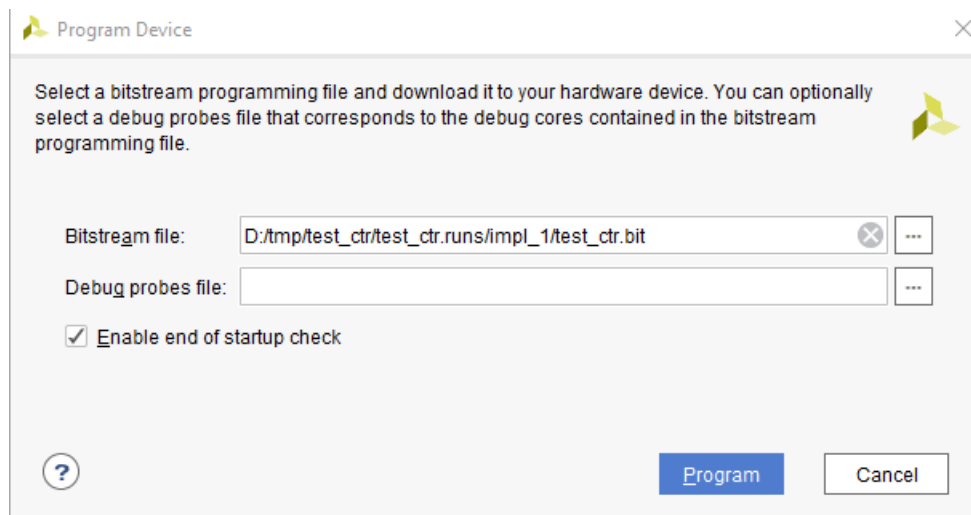 Program Device
Select a bitstream programming file and download it to your hardware device. You can optionally
select a debug probes file that corresponds to the debug cores contained in the bitstream
programming file.
Bitstream file: D:/tmp/test_ctr/test_ctr.runs/impl_1/test_ctr.bit ...
Debug probes file: ...
Enable end of startup check
? Program Cancel